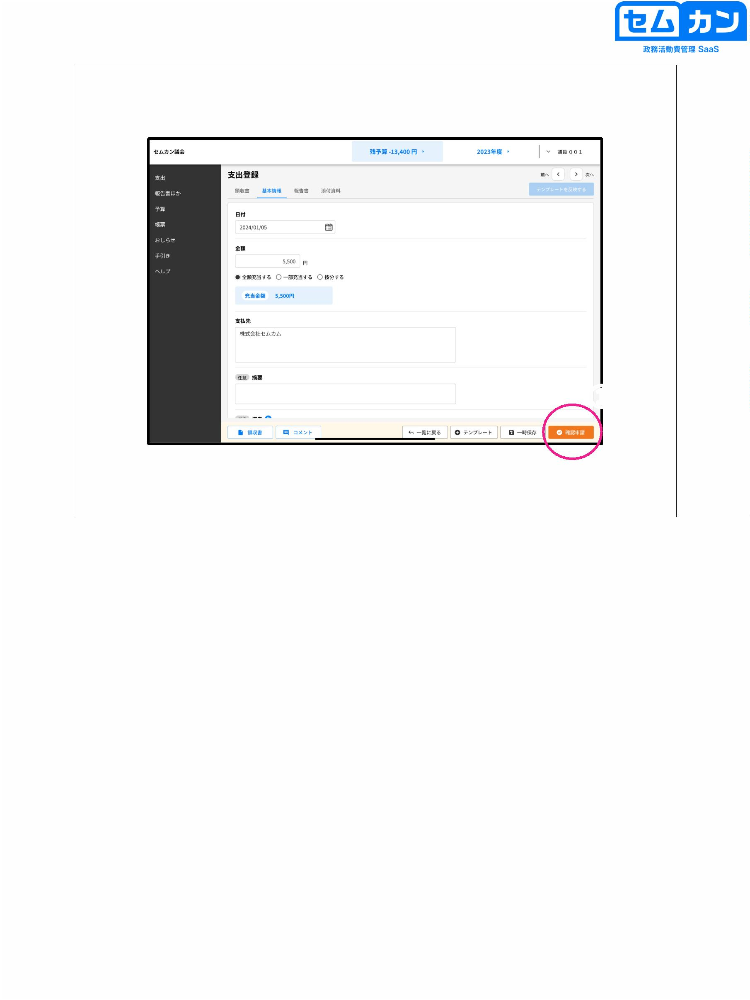 セムカン
政務活動費管理 SaaS
セムカン議会
残予算 -13,400 円
2023年度
議員 ００１
支出
報告書ほか
予算
帳票
おしらせ
手引き
ヘルプ
支出登録
前へ
次へ
領収書 基本情報 報告書 添付資料
テンプレートを反映する
日付
2024/01/05
金額
5,500 円
全額充当する 一部充当する 按分する
充当金額 5,500円
支払先
株式会社セムカム
任意 摘要
領収書 コメント 一覧に戻る テンプレート 一時保存 確認申請